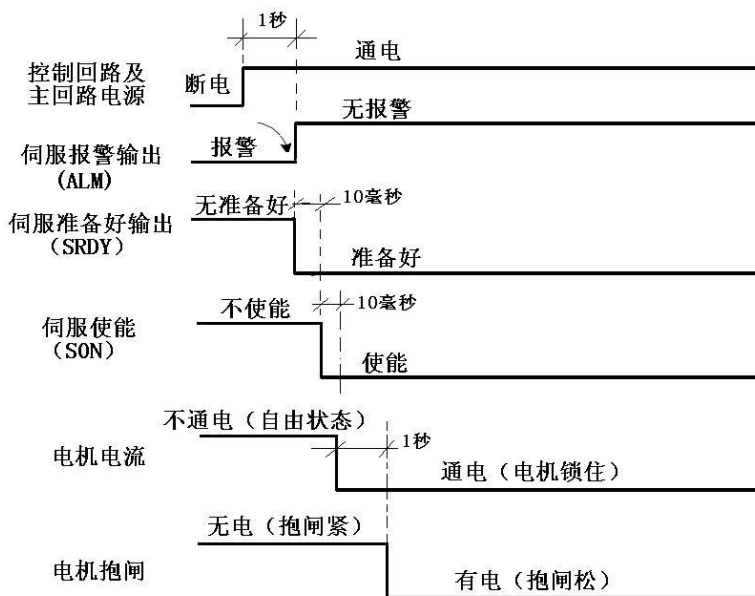 1秒
通电
控制回路及
主回路电源
断电
无报警
报警
伺服报警输出
(ALM)
无准备好
10毫秒
伺服准备好输出
（SRDY）
准备好
10毫秒
不使能
伺服使能
（SON）
使能
不通电（自由状态）
1秒
电机电流
通电（电机锁住）
无电（抱闸紧）
电机抱闸
有电（抱闸松）